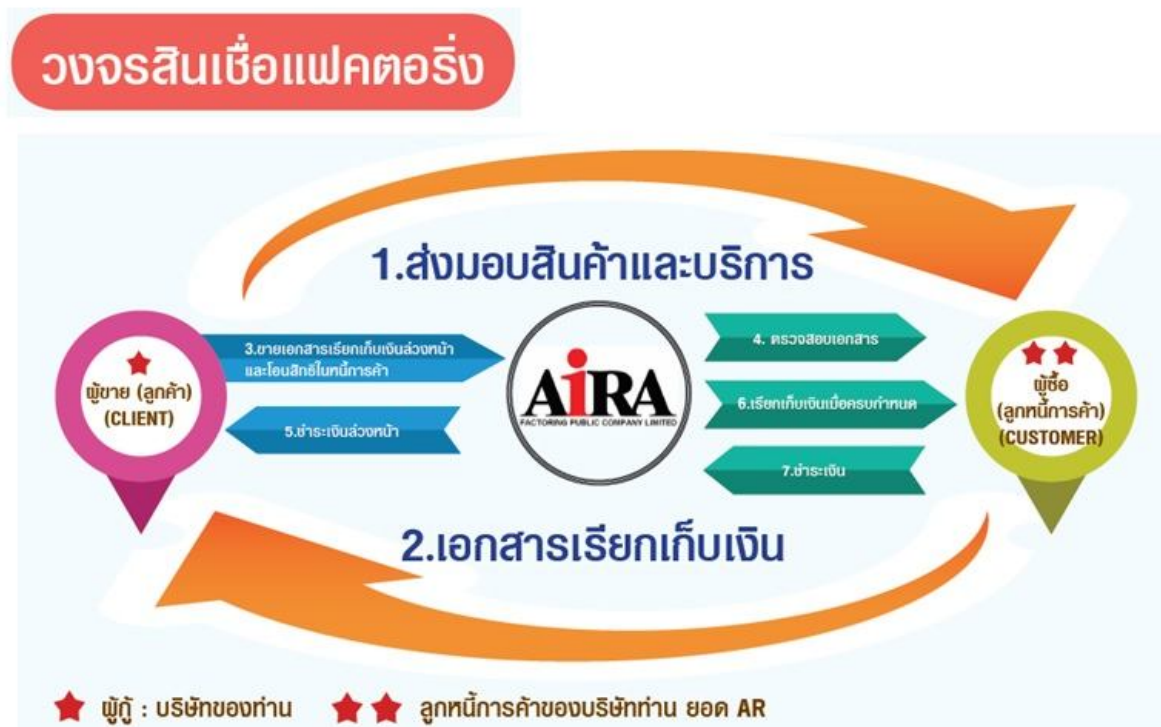 วงจรสินเชื่อแฟคตอริ่ง
1.ส่งมอบสินค้าและบริการ
ผู้ขาย (ลูกค้า)
(CLIENT)
3.ขายเอกสารเรียกเก็บเงินล่วงหน้า
และโอนสิทธิในหนี้การค้า
5.ชำระเงินล่วงหน้า
AiRA
FACTORING PUBLIC COMPANY LIMITED
4. ตรวจสอบเอกสาร
6.เรียกเก็บเงินเมื่อครบกำหนด
7.ชำระเงิน
ผู้ซื้อ
(ลูกหนี้การค้า)
(CUSTOMER)
2.เอกสารเรียกเก็บเงิน
ผู้กู้ : บริษัทของท่าน
ลูกหนี้การค้าของบริษัทท่าน ยอด AR